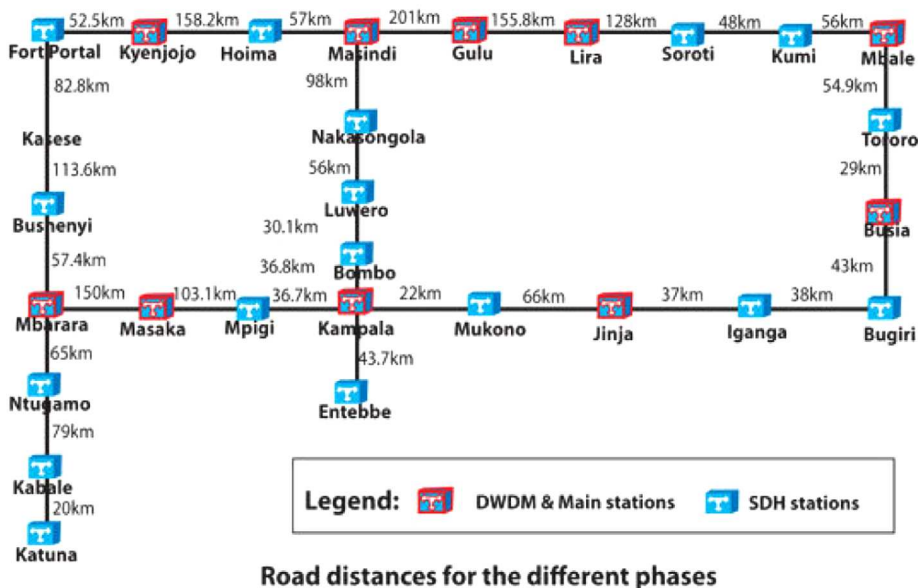 52.5km 158.2km 57km 201km 155.8km 128km 48km 56km
Fort Portal Kyenjojo Hoima Masindi Gulu Lira Soroti Kumi Mbale
82.8km 98km 54.9km
Kasese Nakasongola Tororo
113.6km 56km 29km
Bushenyi Luwero Busia
30.1km
57.4km 36.8km Bombo 43km
150km 103.1km 36.7km 22km 66km 37km 38km
Mbarara Masaka Mpigi Kampala Mukono Jinja Iganga Bugiri
65km 43.7km
Ntugamo Entebbe
79km
Kabale
20km
Katuna
Legend: DWDM & Main stations SDH stations
Road distances for the different phases